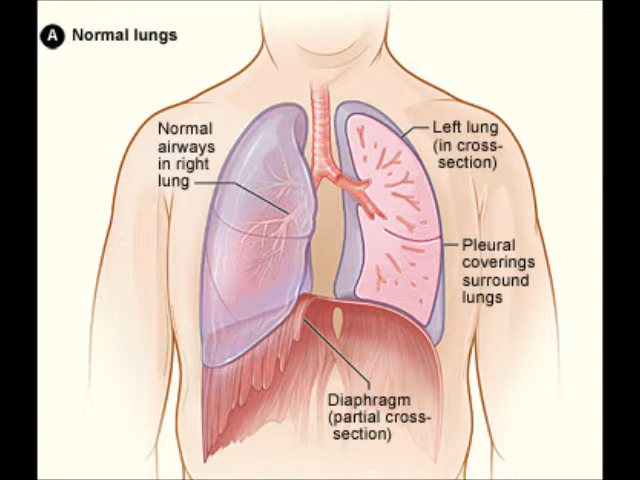 A Normal lungs
Normal
airways
in right
lung
Left lung
(in cross-
section)
Pleural
coverings
surround
lungs
Diaphragm
(partial cross-
section)